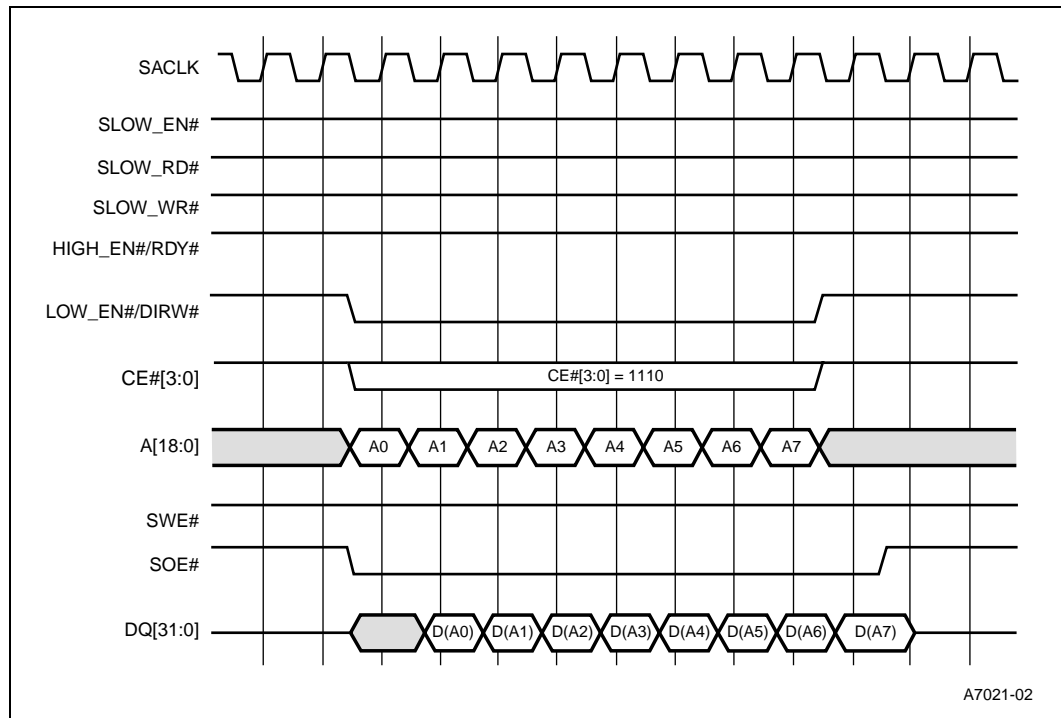 SACLK
SLOW_EN#
SLOW_RD#
SLOW_WR#
HIGH_EN#/RDY#
LOW_EN#/DIRW#
CE#[3:0] CE#[3:0] = 1110
A[18:0] A0 A1 A2 A3 A4 A5 A6 A7
SWE#
SOE#
DQ[31:0] D(A0) D(A1) D(A2) D(A3) D(A4) D(A5) D(A6) D(A7)
A7021-02